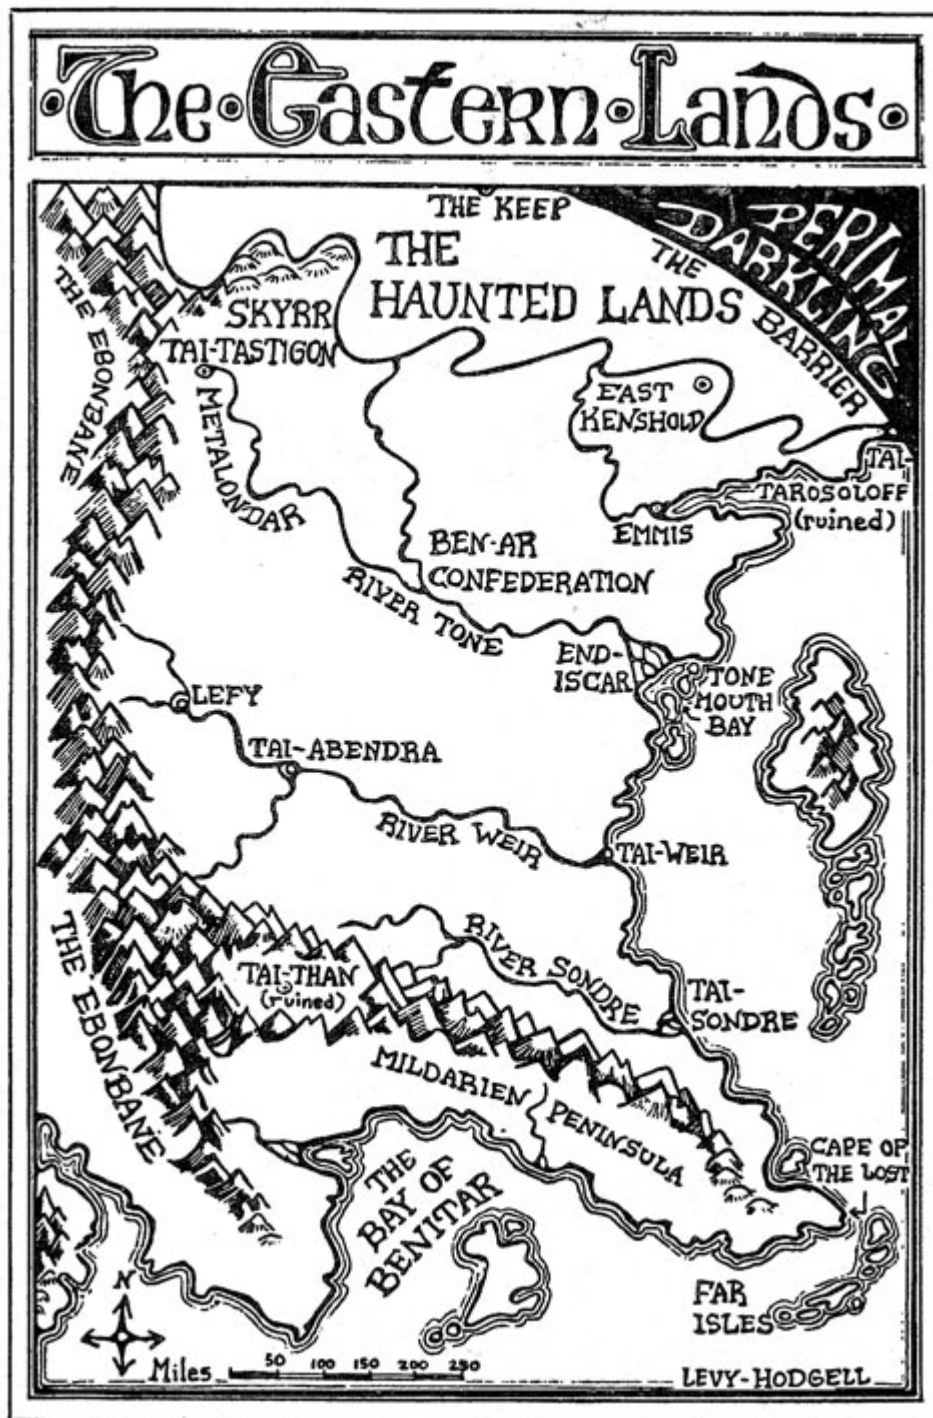 The Eastern Lands
THE KEEP
PERIMAL
DARKLING
THE
HAUNTED LANDS
THE BARRIER
SKYRR
TAI-TASTIGON
THE EBONBANE
METALONDAR
EAST
KENSHOLD
TAI-
TAROSOLOFF
(ruined)
EMMIS
BEN-AR
CONFEDERATION
RIVER TONE
END-
ISCAR
TONE
MOUTH
BAY
LEFY
TAI-ABENDRA
RIVER WEIR
TAI-WEIR
RIVER SONDRE
TAI-
SONDRE
TAI-THAN
(ruined)
THE EBONBANE
MILDARIEN PENINSULA
CAPE OF
THE LOST
THE
BAY OF
BENITAR
FAR
ISLES
N
Miles 50 100 150 200 250
LEVY-HODGELL